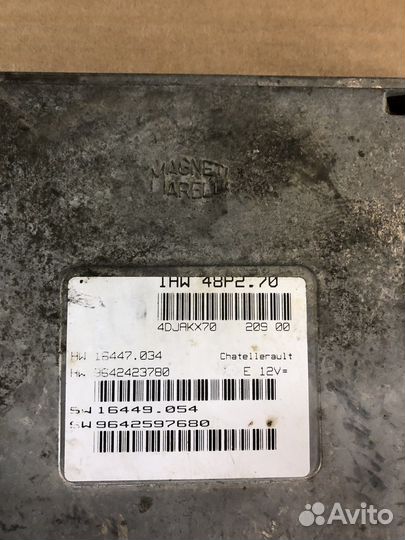 MAGNETI
MARELLI
IAW 48P2.70
4DJAKX70 209 00
HW 16447.034 Chatellerault
HW 9642423780 E 12V=
SW 16449.054
SW 9642597680
Avito